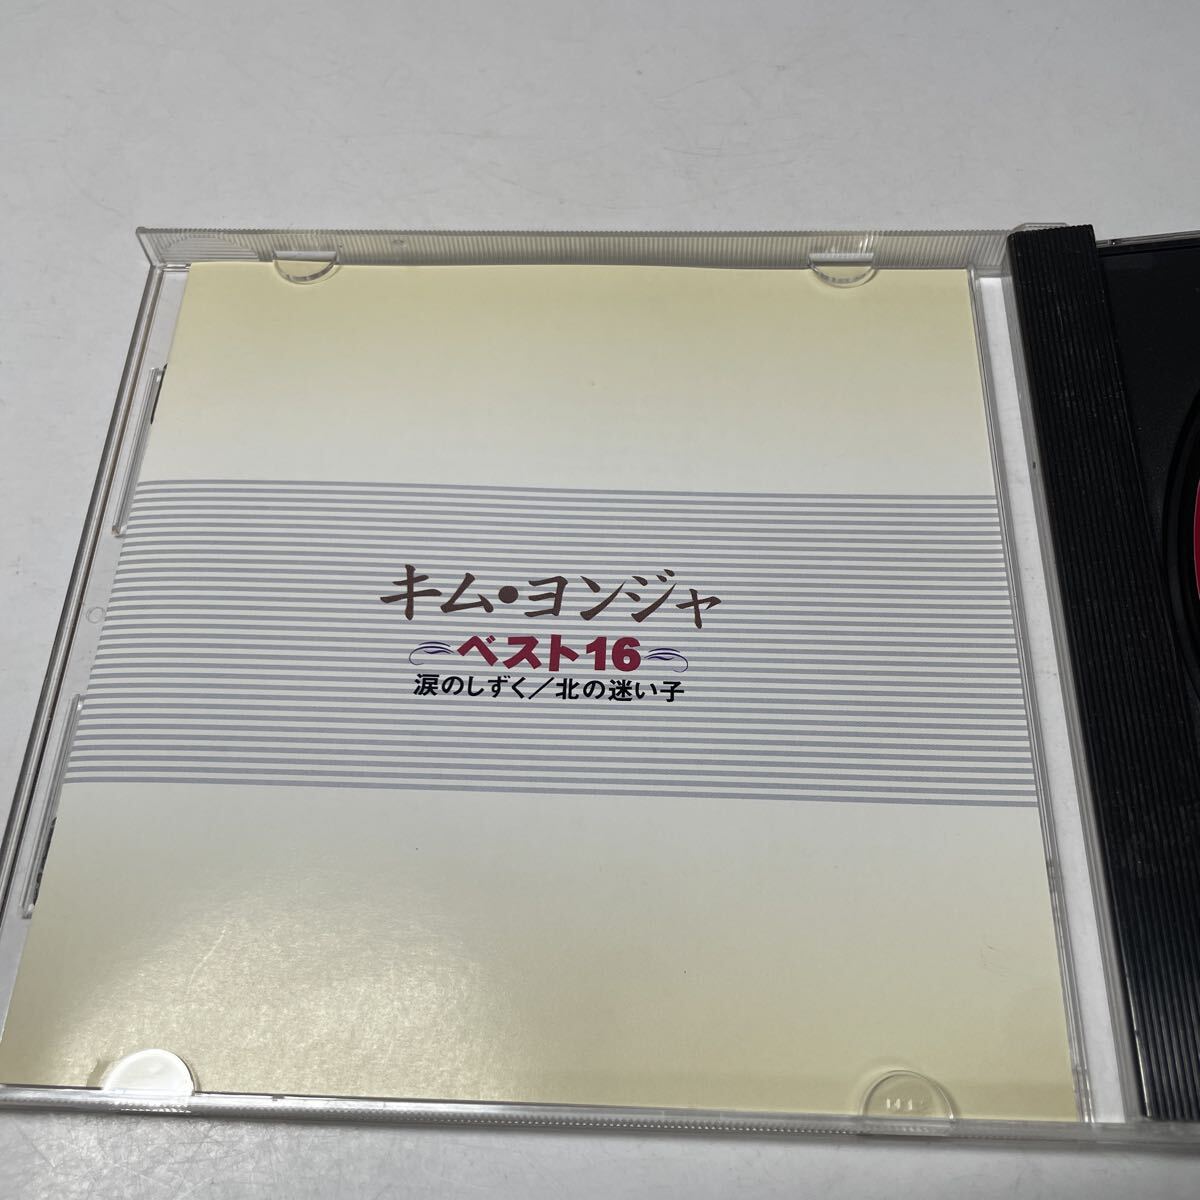 キム・ヨンジャ
ベスト16
涙のしずく／北の迷い子